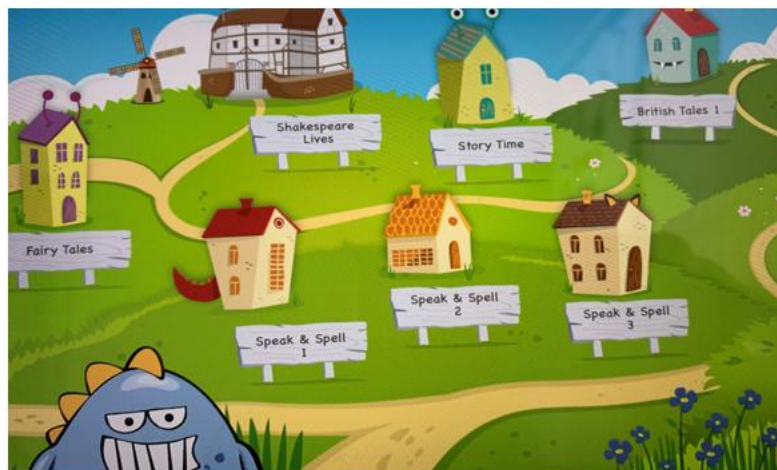 Shakespeare
Lives
Story Time
British Tales 1
Fairy Tales
Speak & Spell
1
Speak & Spell
2
Speak & Spell
3